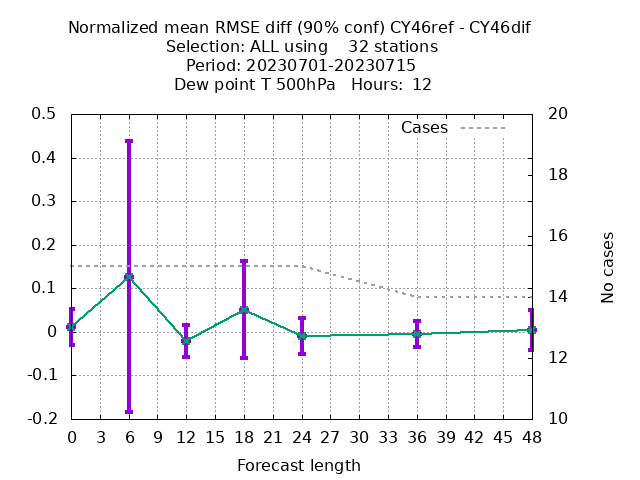 Normalized mean RMSE diff (90% conf) CY46ref - CY46dif
Selection: ALL using    32 stations
Period: 20230701-20230715
Dew point T 500hPa   Hours:  12
Cases
0.5
0.4
0.3
0.2
0.1
0
-0.1
-0.2
20
18
16
14
12
10
No cases
0 3 6 9 12 15 18 21 24 27 30 33 36 39 42 45 48
Forecast length